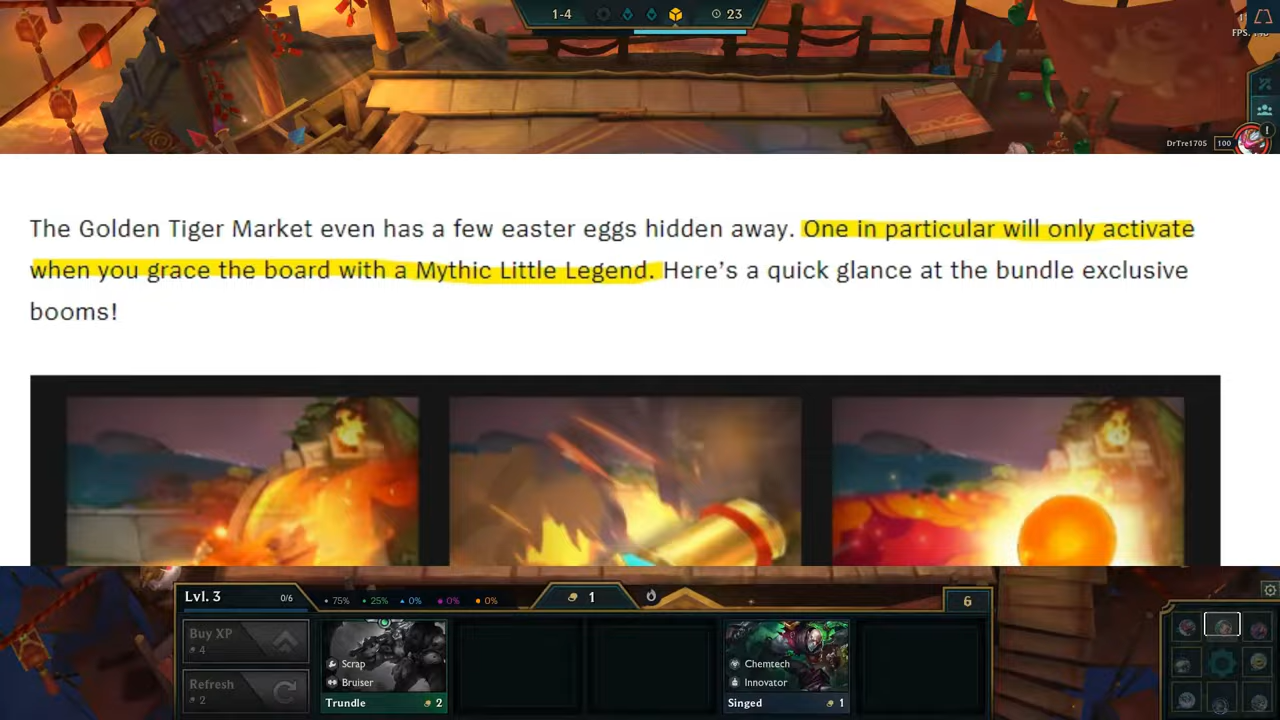 1-4 23
FPS:
DrTre1705 100
The Golden Tiger Market even has a few easter eggs hidden away. One in particular will only activate
when you grace the board with a Mythic Little Legend. Here's a quick glance at the bundle exclusive
booms!
Lvl. 3 0/6 75% 25% 0% 0% 0% 1 6
Buy XP
4
Refresh
2
Scrap
Bruiser
Trundle 2
Chemtech
Innovator
Singed 1